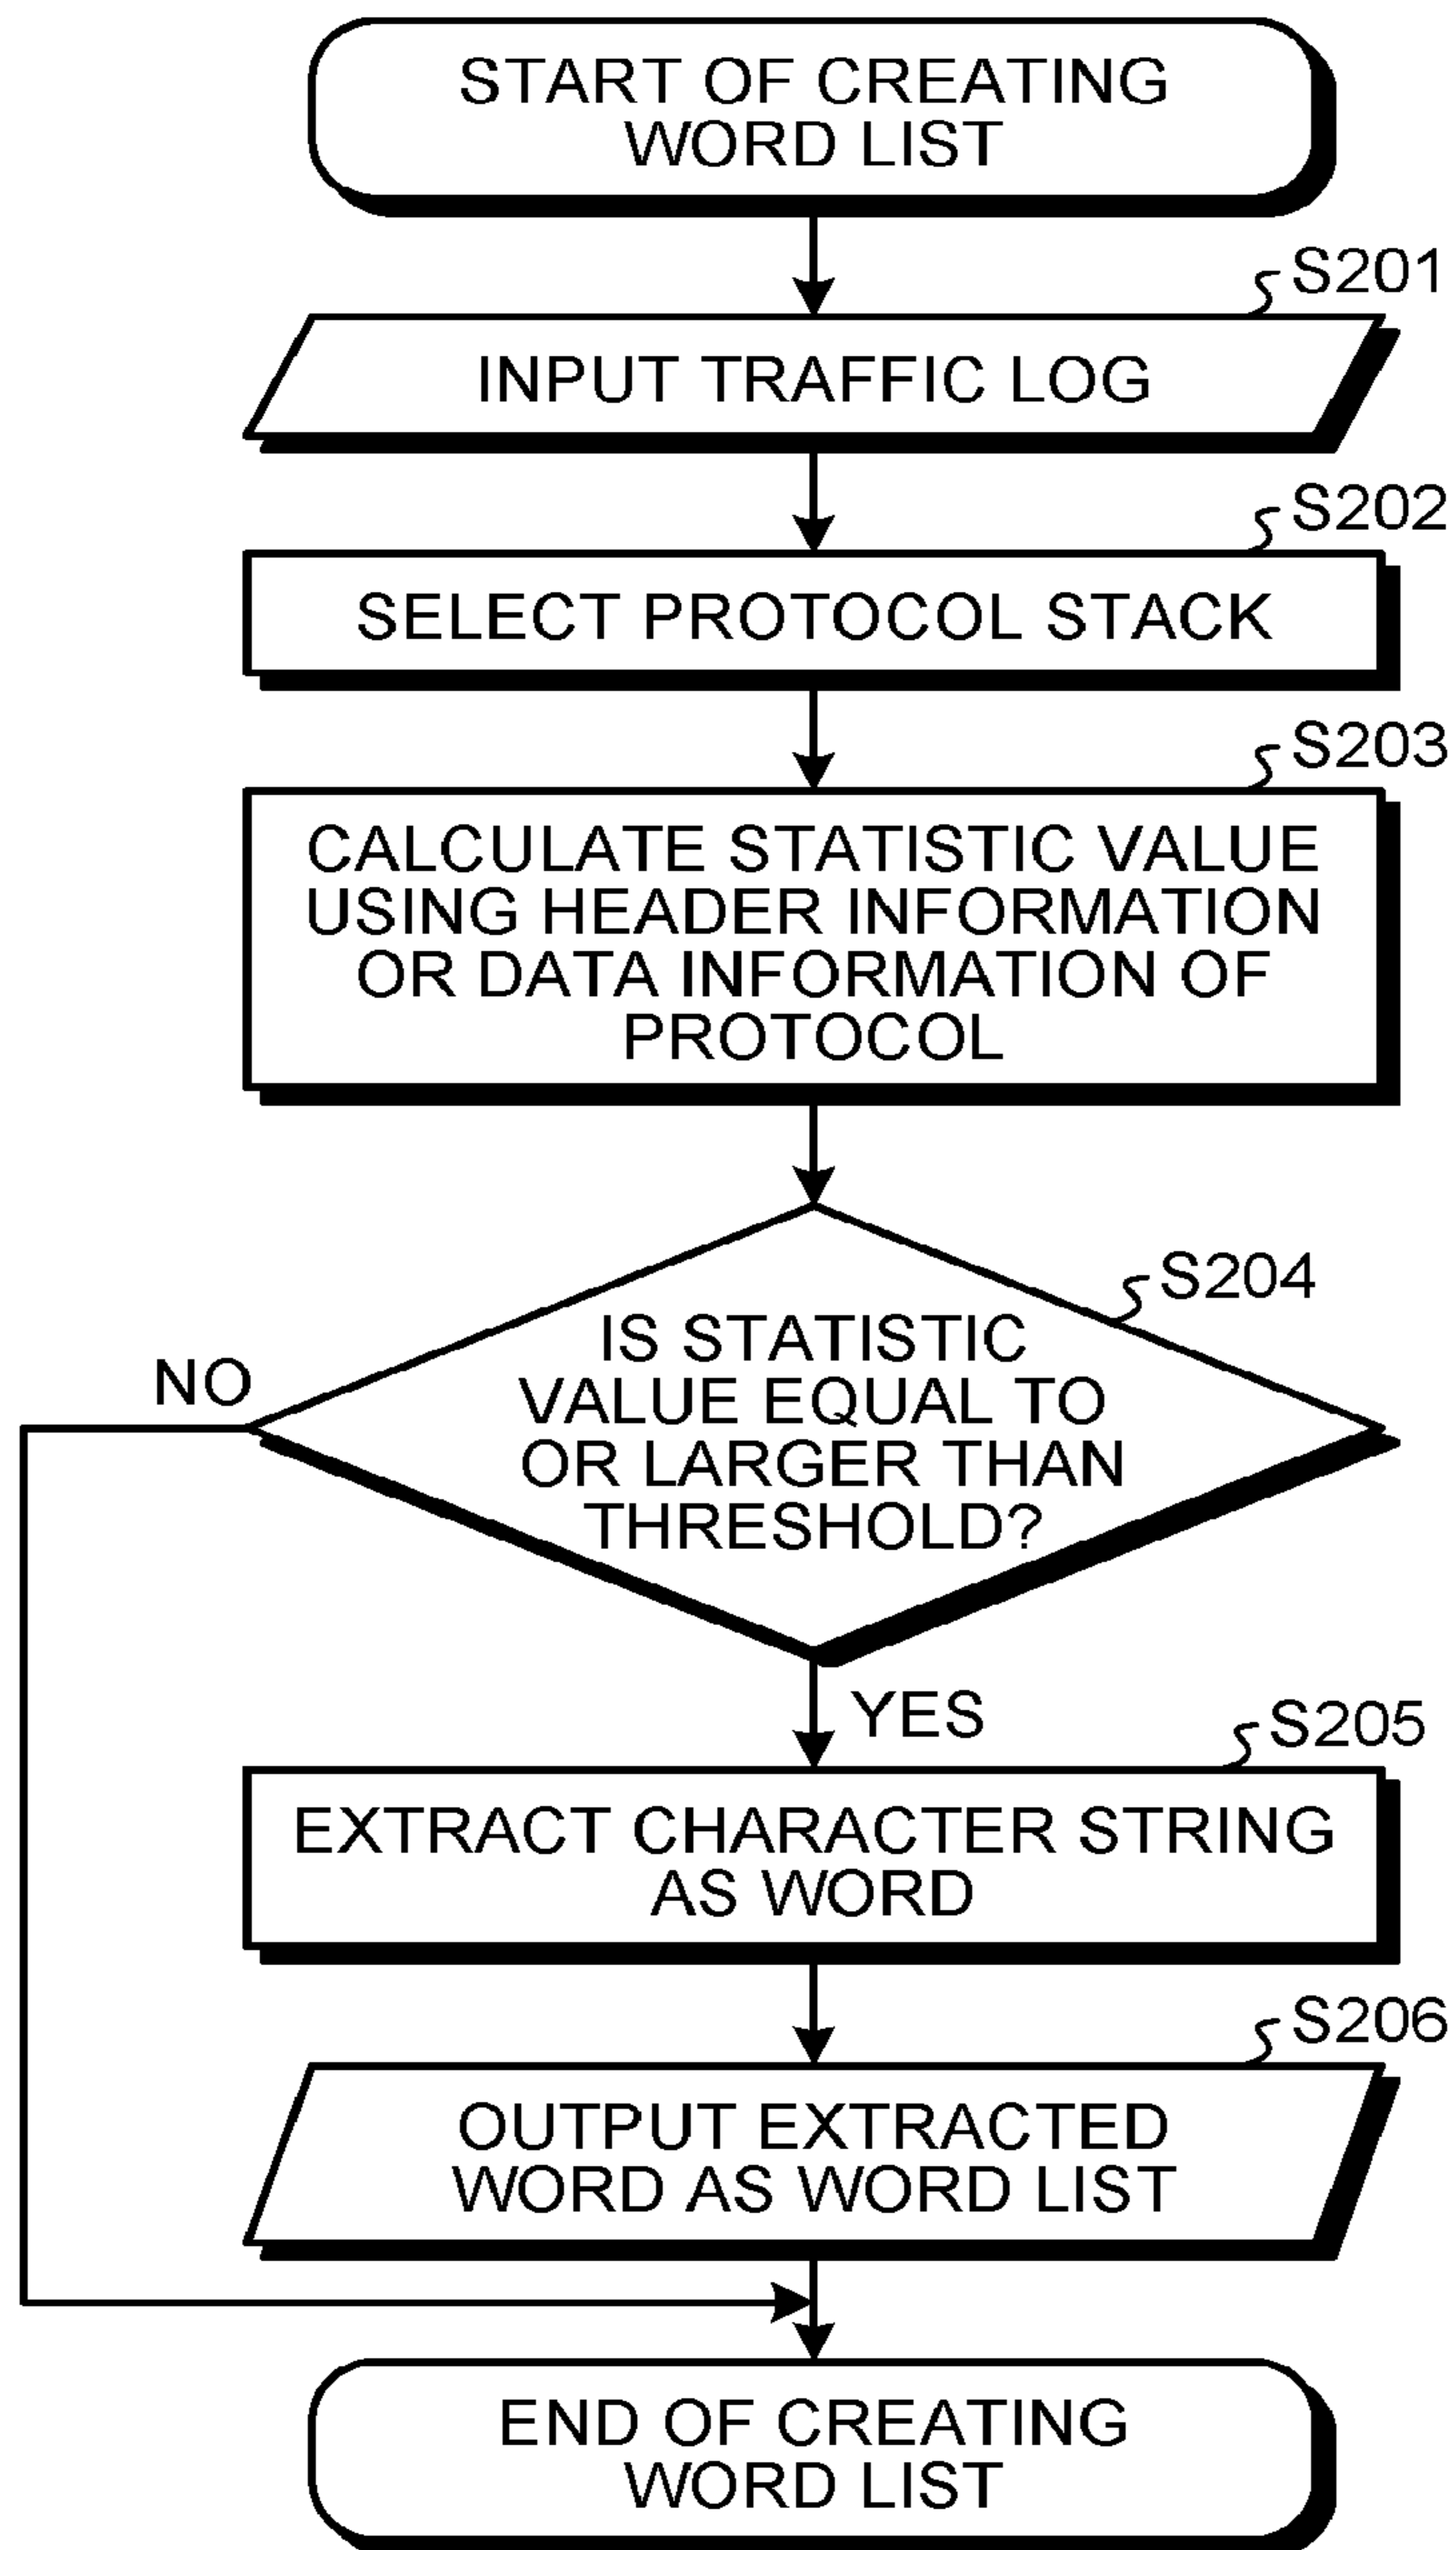 START OF CREATING
WORD LIST
S201
INPUT TRAFFIC LOG
S202
SELECT PROTOCOL STACK
S203
CALCULATE STATISTIC VALUE
USING HEADER INFORMATION
OR DATA INFORMATION OF
PROTOCOL
S204
IS STATISTIC
VALUE EQUAL TO
OR LARGER THAN
THRESHOLD?
NO
YES
S205
EXTRACT CHARACTER STRING
AS WORD
S206
OUTPUT EXTRACTED
WORD AS WORD LIST
END OF CREATING
WORD LIST